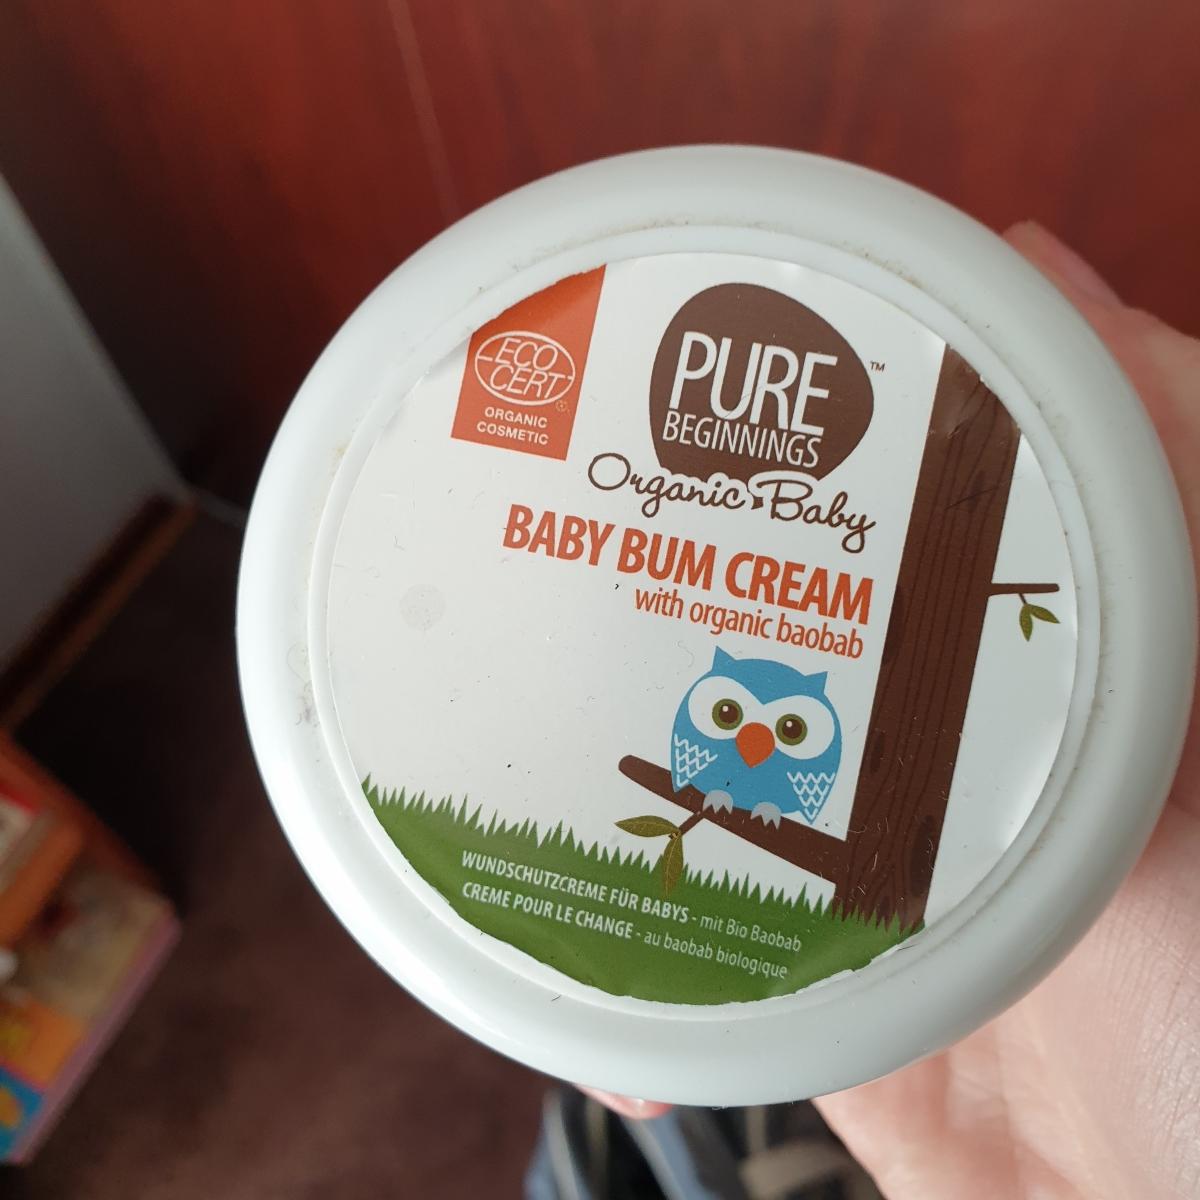 ECO
CERT
®
ORGANIC
COSMETIC
PURE
BEGINNINGS
™
Organic Baby
BABY BUM CREAM
with organic baobab
WUNDSCHUTZCREME FÜR BABYS - mit Bio Baobab
CREME POUR LE CHANGE - au baobab biologique